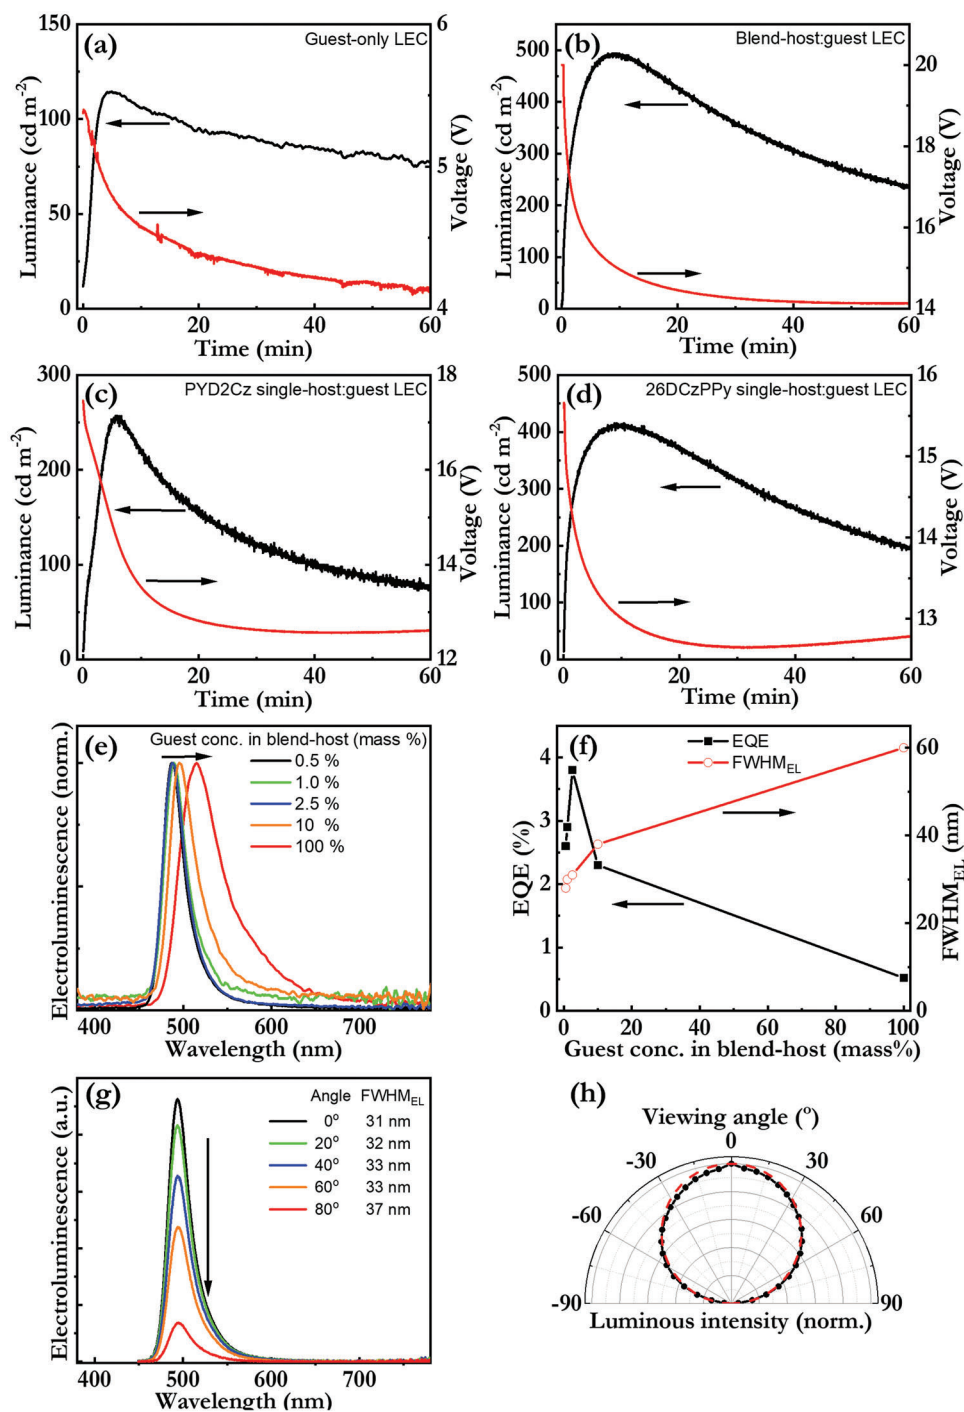 (a)
Guest-only LEC
Luminance (cd m-2)
150
100
50
0
6
5
4
Voltage (V)
0 20 40 60
Time (min)
(b)
Blend-host:guest LEC
Luminance (cd m-2)
500
400
300
200
100
0
20
18
16
14
Voltage (V)
0 20 40 60
Time (min)
(c)
PYD2Cz single-host:guest LEC
Luminance (cd m-2)
300
200
100
0
18
16
14
12
Voltage (V)
0 20 40 60
Time (min)
(d)
26DCzPPy single-host:guest LEC
Luminance (cd m-2)
500
400
300
200
100
0
16
15
14
13
Voltage (V)
0 20 40 60
Time (min)
(e)
Guest conc. in blend-host (mass %)
0.5 %
1.0 %
2.5 %
10 %
100 %
Electroluminescence (norm.)
400 500 600 700
Wavelength (nm)
(f)
EQE
FWHMEL
EQE (%)
4
3
2
1
0
60
40
20
0
FWHMEL (nm)
0 20 40 60 80 100
Guest conc. in blend-host (mass%)
(g)
Angle FWHMEL
0° 31 nm
20° 32 nm
40° 33 nm
60° 33 nm
80° 37 nm
Electroluminescence (a.u.)
400 500 600 700
Wavelength (nm)
(h)
Viewing angle (°)
0
-30 30
-60 60
-90 90
Luminous intensity (norm.)